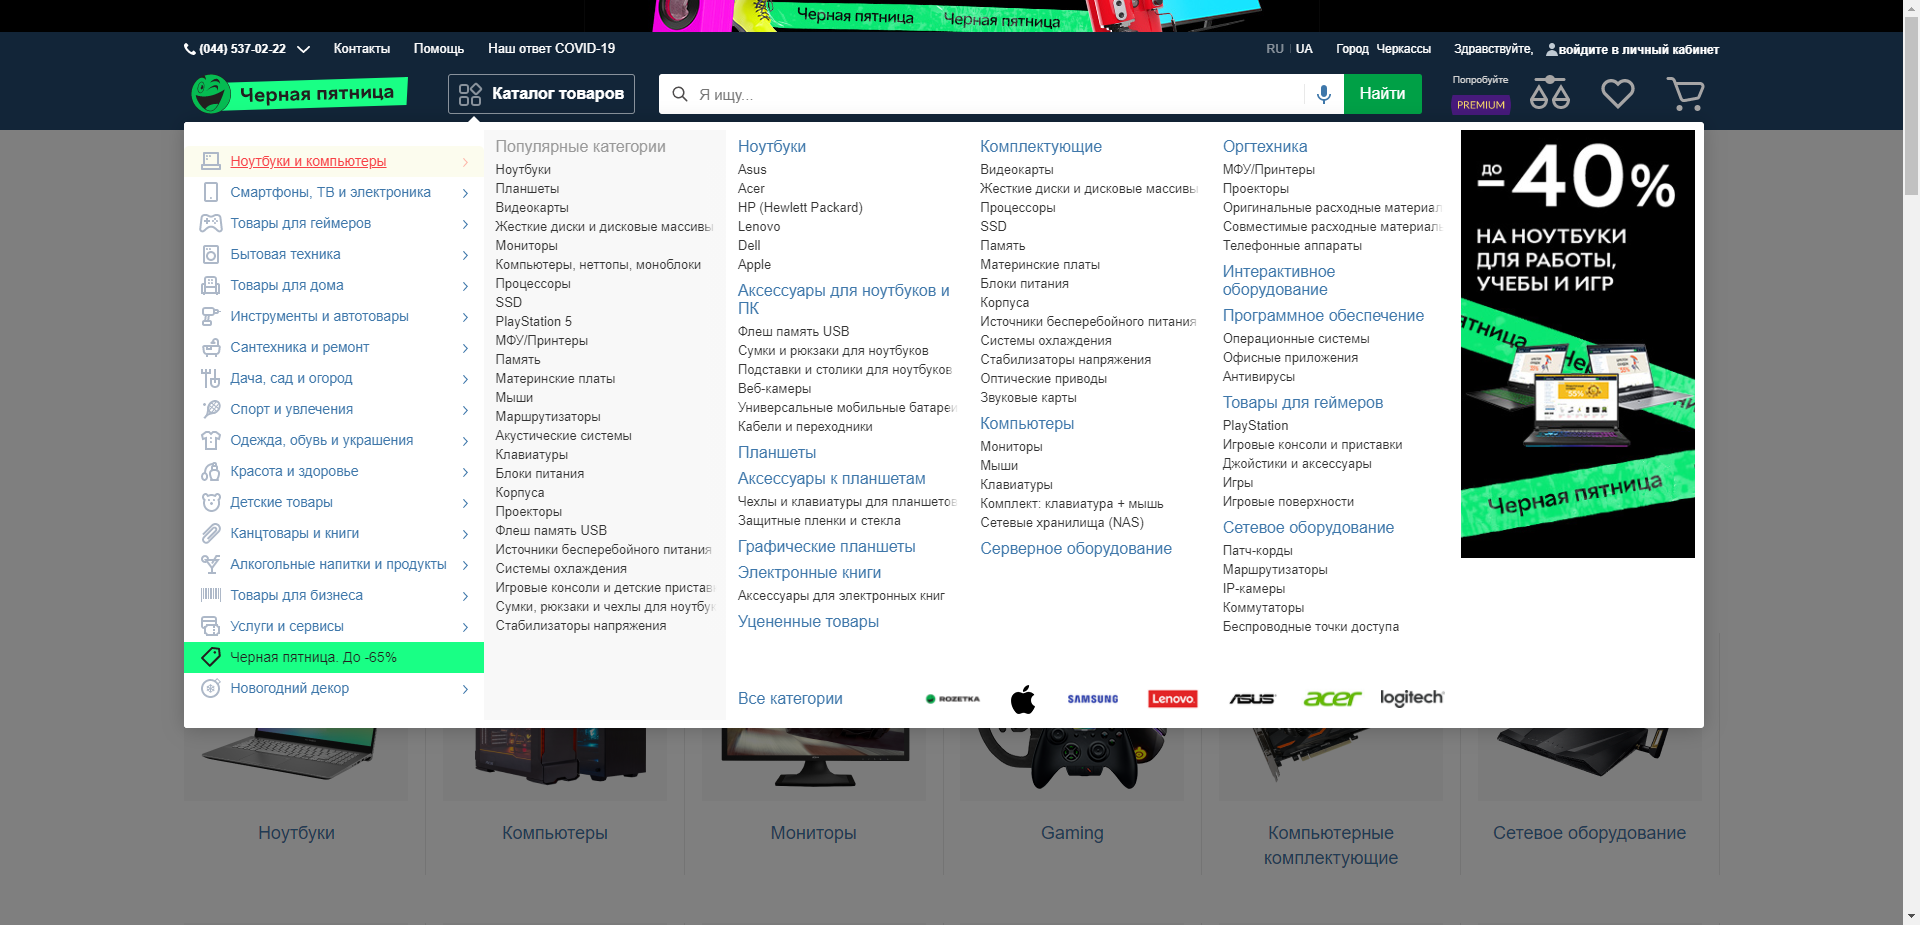 Черная пятница Черная пятница
(044) 537-02-22 Контакты Помощь Наш ответ COVID-19 RU UA Город Черкассы Здравствуйте, войдите в личный кабинет
Черная пятница Каталог товаров Я ищу... Найти Попробуйте
PREMIUM
Ноутбуки и компьютеры
Смартфоны, ТВ и электроника
Товары для геймеров
Бытовая техника
Товары для дома
Инструменты и автотовары
Сантехника и ремонт
Дача, сад и огород
Спорт и увлечения
Одежда, обувь и украшения
Красота и здоровье
Детские товары
Канцтовары и книги
Алкогольные напитки и продукты
Товары для бизнеса
Услуги и сервисы
Черная пятница. До -65%
Новогодний декор
Популярные категории
Ноутбуки
Планшеты
Видеокарты
Жесткие диски и дисковые массивы
Мониторы
Компьютеры, неттопы, моноблоки
Процессоры
SSD
PlayStation 5
МФУ/Принтеры
Память
Материнские платы
Мыши
Маршрутизаторы
Акустические системы
Клавиатуры
Блоки питания
Корпуса
Проекторы
Флеш память USB
Источники бесперебойного питания
Системы охлаждения
Игровые консоли и детские пристав
Сумки, рюкзаки и чехлы для ноутбук
Стабилизаторы напряжения
Ноутбуки
Asus
Acer
HP (Hewlett Packard)
Lenovo
Dell
Apple
Аксессуары для ноутбуков и
ПК
Флеш память USB
Сумки и рюкзаки для ноутбуков
Подставки и столики для ноутбуков
Веб-камеры
Универсальные мобильные батареи
Кабели и переходники
Планшеты
Аксессуары к планшетам
Чехлы и клавиатуры для планшетов
Защитные пленки и стекла
Графические планшеты
Электронные книги
Аксессуары для электронных книг
Уцененные товары
Комплектующие
Видеокарты
Жесткие диски и дисковые массивы
Процессоры
SSD
Память
Материнские платы
Блоки питания
Корпуса
Источники бесперебойного питания
Системы охлаждения
Стабилизаторы напряжения
Оптические приводы
Звуковые карты
Компьютеры
Мониторы
Мыши
Клавиатуры
Комплект: клавиатура + мышь
Сетевые хранилища (NAS)
Серверное оборудование
Оргтехника
МФУ/Принтеры
Проекторы
Оригинальные расходные материал
Совместимые расходные материалы
Телефонные аппараты
Интерактивное
оборудование
Программное обеспечение
Операционные системы
Офисные приложения
Антивирусы
Товары для геймеров
PlayStation
Игровые консоли и приставки
Джойстики и аксессуары
Игры
Игровые поверхности
Сетевое оборудование
Патч-корды
Маршрутизаторы
IP-камеры
Коммутаторы
Беспроводные точки доступа
ДО
-40%
НА НОУТБУКИ
ДЛЯ РАБОТЫ,
УЧЕБЫ И ИГР
Черная пятница
Все категории ROZETKA SAMSUNG Lenovo ASUS acer logitech
Ноутбуки Компьютеры Мониторы Gaming Компьютерные Сетевое оборудование
комплектующие